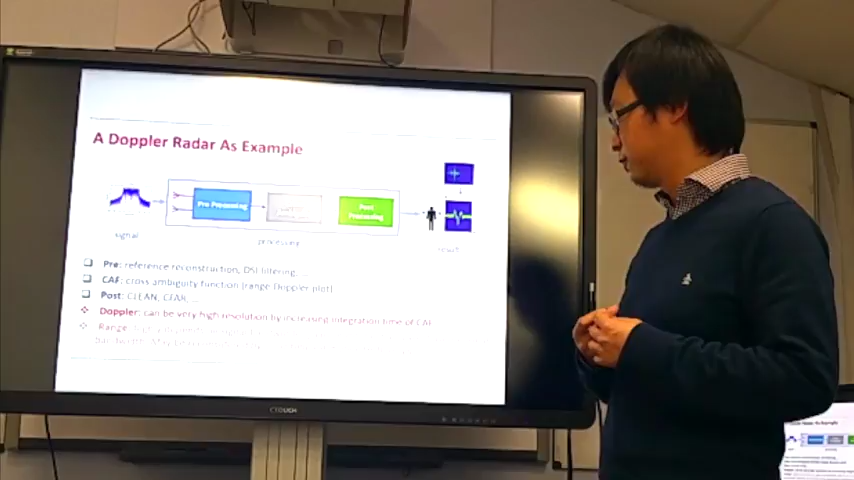 A Doppler Radar As Example
Pre Processing
Post
Processing
signal
processing
result
Pre: reference reconstruction, DSI filtering, ...
CAF: cross ambiguity function (range Doppler plot)
Post: CLEAN, CFAR, ...
Doppler: can be very high resolution by increasing integration time of CAF
Range:
CTOUCH